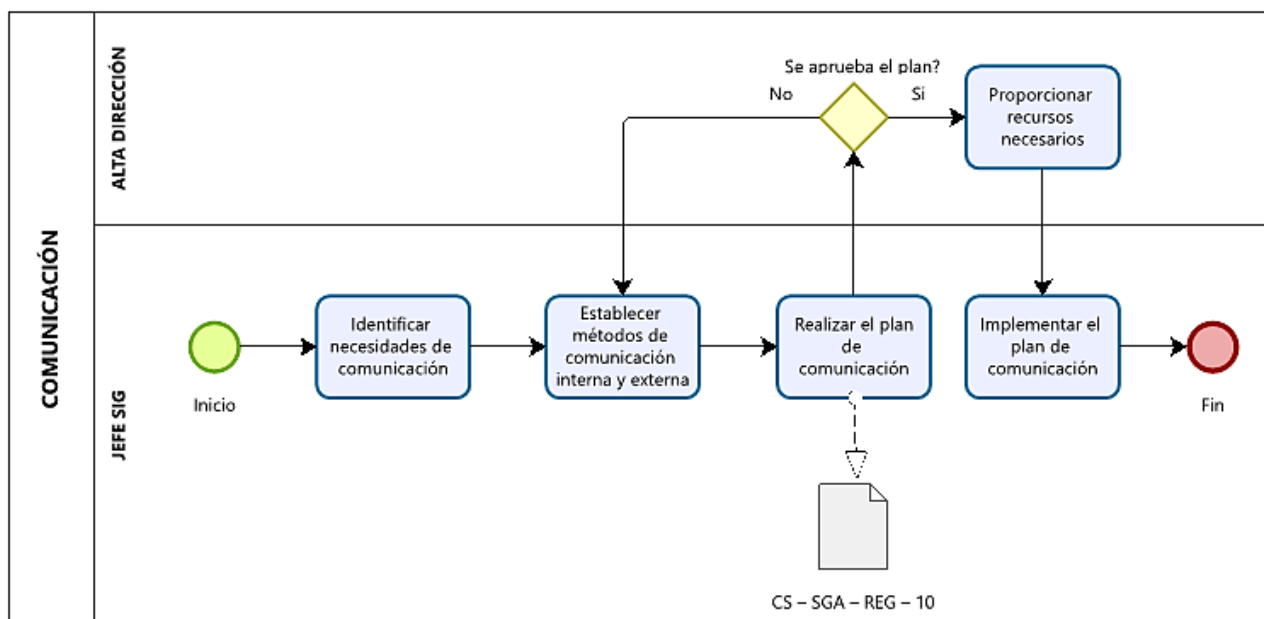 COMUNICACIÓN
ALTA DIRECCIÓN
Se aprueba el plan?
No
Si
Proporcionar
recursos
necesarios
JEFE SIG
Inicio
Identificar
necesidades de
comunicación
Establecer
métodos de
comunicación
interna y externa
Realizar el plan
de
comunicación
Implementar el
plan de
comunicación
Fin
CS – SGA – REG – 10